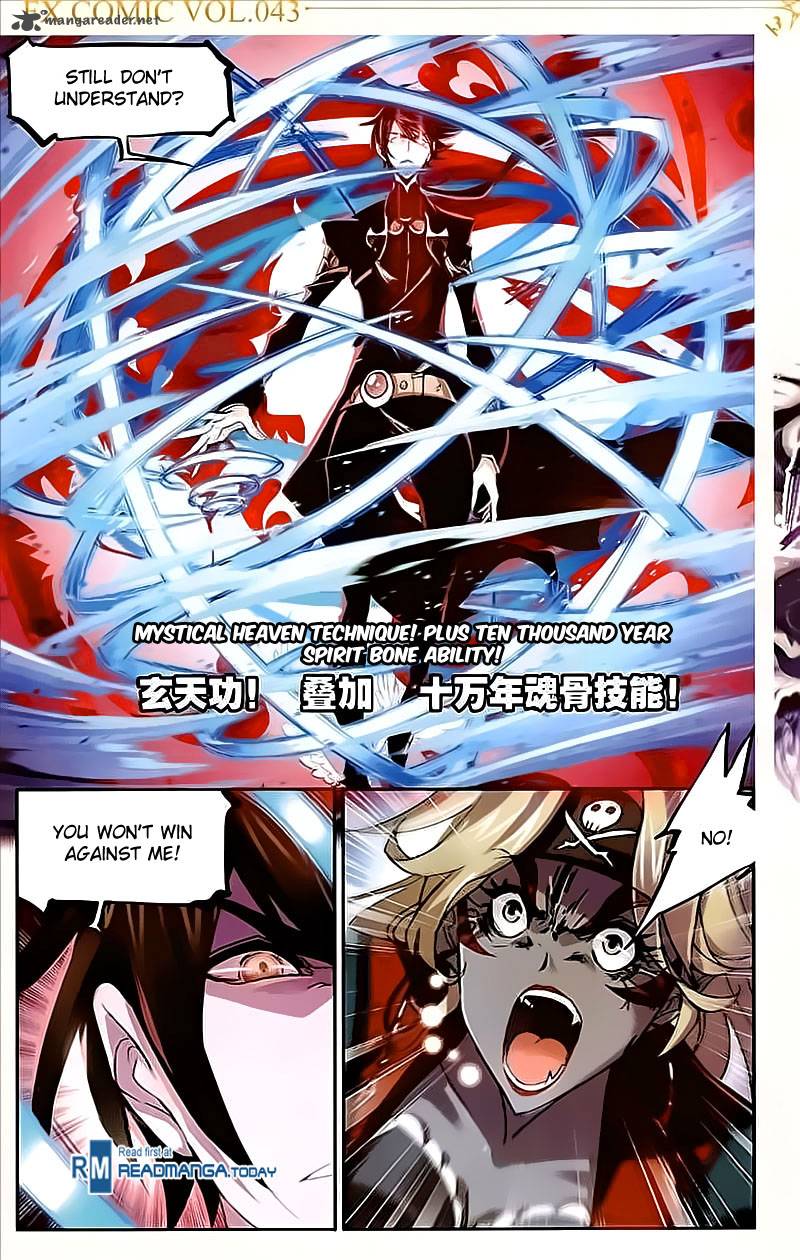 EX COMIC VOL.043
mangareader.net
STILL DON'T
UNDERSTAND?
MYSTICAL HEAVEN TECHNIQUE! PLUS TEN THOUSAND YEAR
SPIRIT BONE ABILITY!
玄天功! 叠加 十万年魂骨技能!
YOU WON'T WIN
AGAINST ME!
NO!
RM
Read first at
READMANGA.TODAY